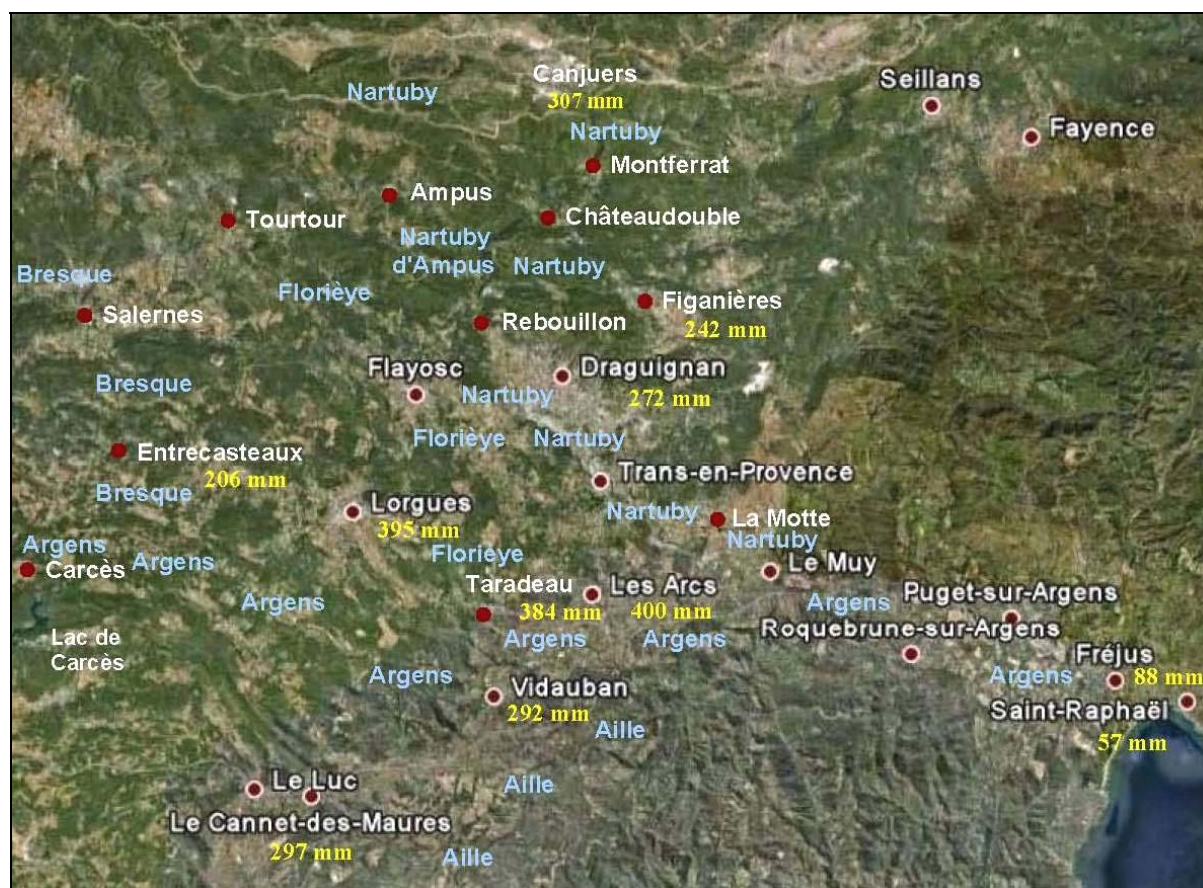 Canjuers
307 mm
Seillans
Nartuby
Fayence
Nartuby
Montferrat
Ampus
Tourtour
Châteaudouble
Nartuby
d'Ampus
Nartuby
Bresque
Florièye
Salernes
Figanières
242 mm
Rebouillon
Flayosc
Draguignan
272 mm
Bresque
Nartuby
Florièye
Nartuby
Entrecasteaux
206 mm
Trans-en-Provence
Bresque
Lorgues
395 mm
Nartuby
La Motte
Nartuby
Argens
Argens
Carcès
Florièye
Le Muy
Taradeau
384 mm
Les Arcs
400 mm
Argens
Argens
Puget-sur-Argens
Roquebrune-sur-Argens
Lac de
Carcès
Argens
Argens
Argens
Argens
Fréjus
88 mm
Vidauban
292 mm
Saint-Raphaël
57 mm
Aille
Le Luc
Aille
Le Cannet-des-Maures
297 mm
Aille